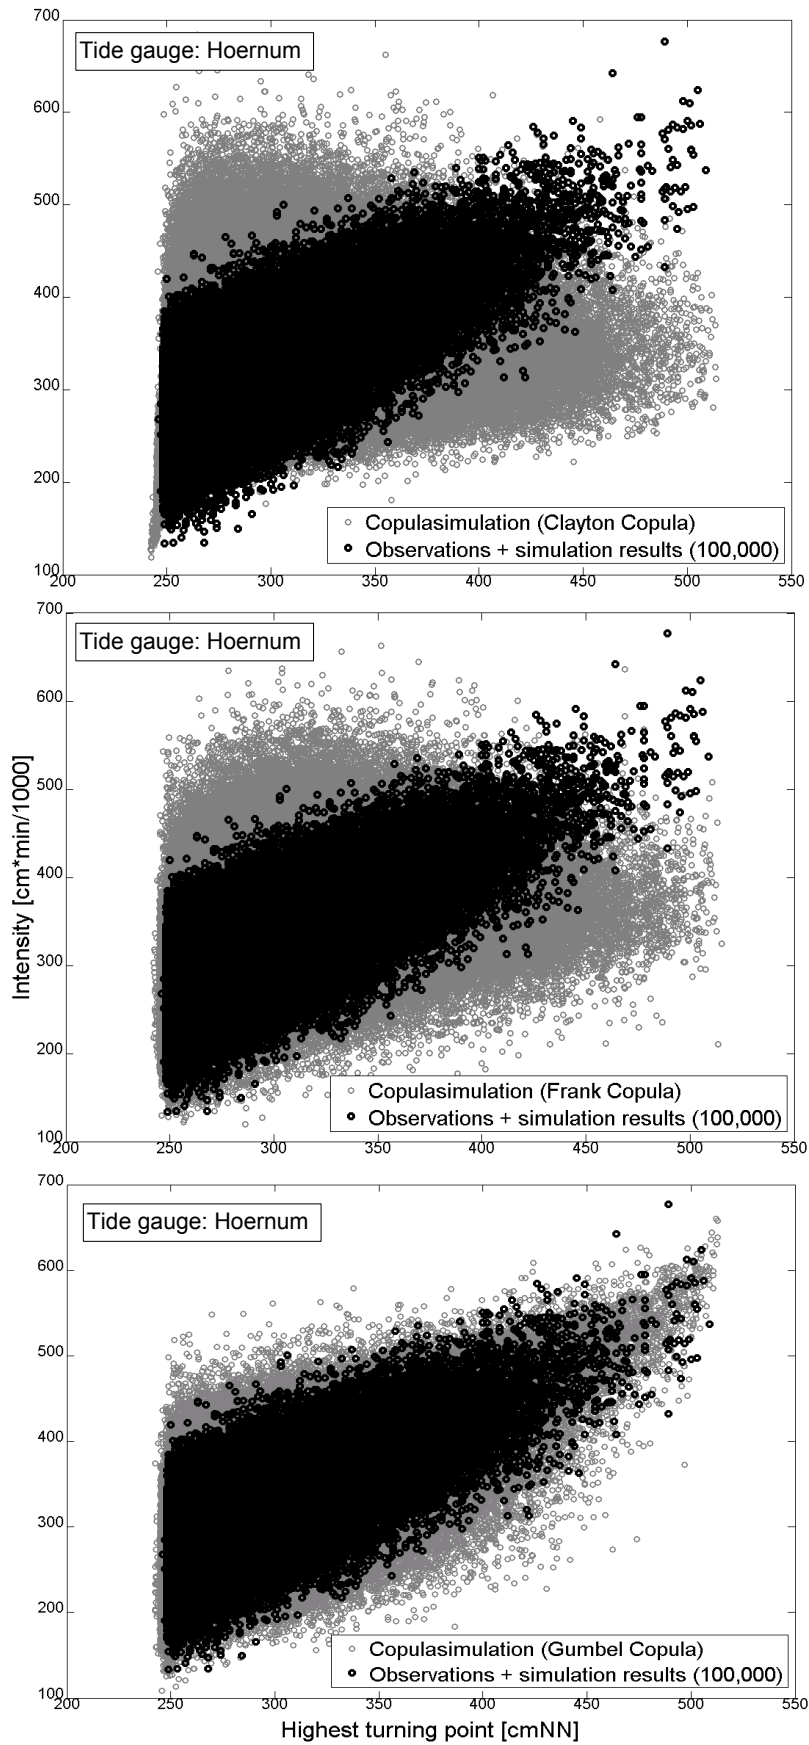 700
Tide gauge: Hoernum
600
500
400
300
200
Copulasimulation (Clayton Copula)
Observations + simulation results (100,000)
100
200 250 300 350 400 450 500 550
700
Tide gauge: Hoernum
600
500
400
300
200
Intensity [cm*min/1000]
Copulasimulation (Frank Copula)
Observations + simulation results (100,000)
100
200 250 300 350 400 450 500 550
700
Tide gauge: Hoernum
600
500
400
300
200
Copulasimulation (Gumbel Copula)
Observations + simulation results (100,000)
100
200 250 300 350 400 450 500 550
Highest turning point [cmNN]